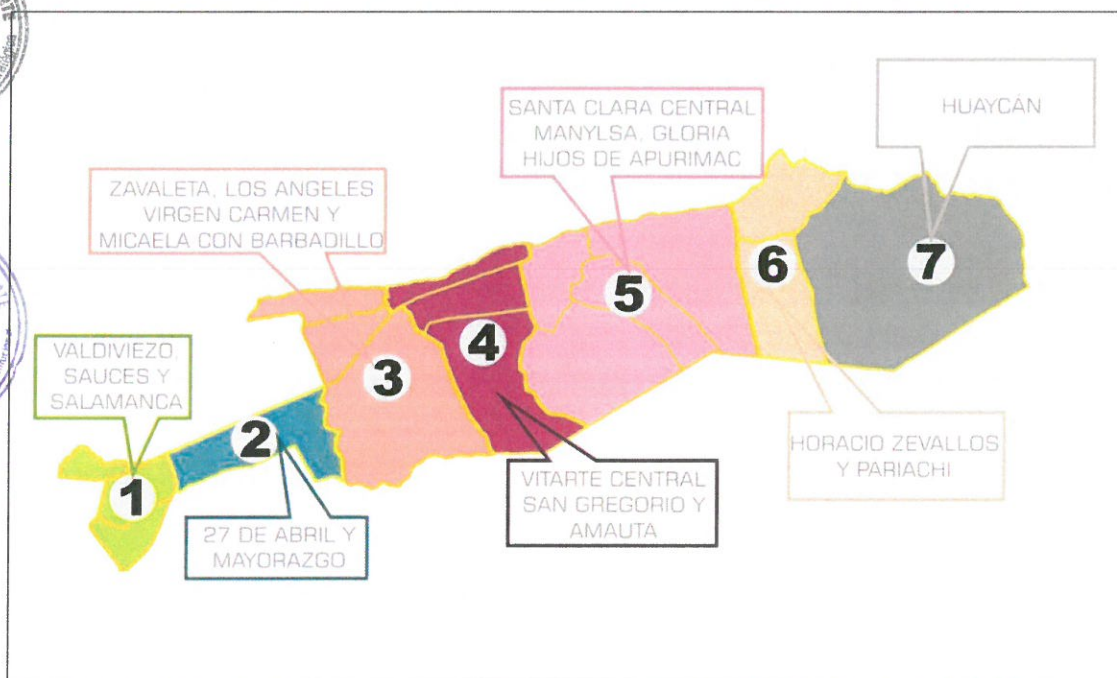 SANTA CLARA CENTRAL
MANYLSA, GLORIA
HIJOS DE APURIMAC
HUAYCÁN
ZAVALETA, LOS ANGELES
VIRGEN CARMEN Y
MICAELA CON BARBADILLO
VALDIVIEZO,
SAUCES Y
SALAMANCA
1
2
3
4
5
6
7
27 DE ABRIL Y
MAYORAZGO
VITARTE CENTRAL
SAN GREGORIO Y
AMAUTA
HORACIO ZEVALLOS
Y PARIACHI